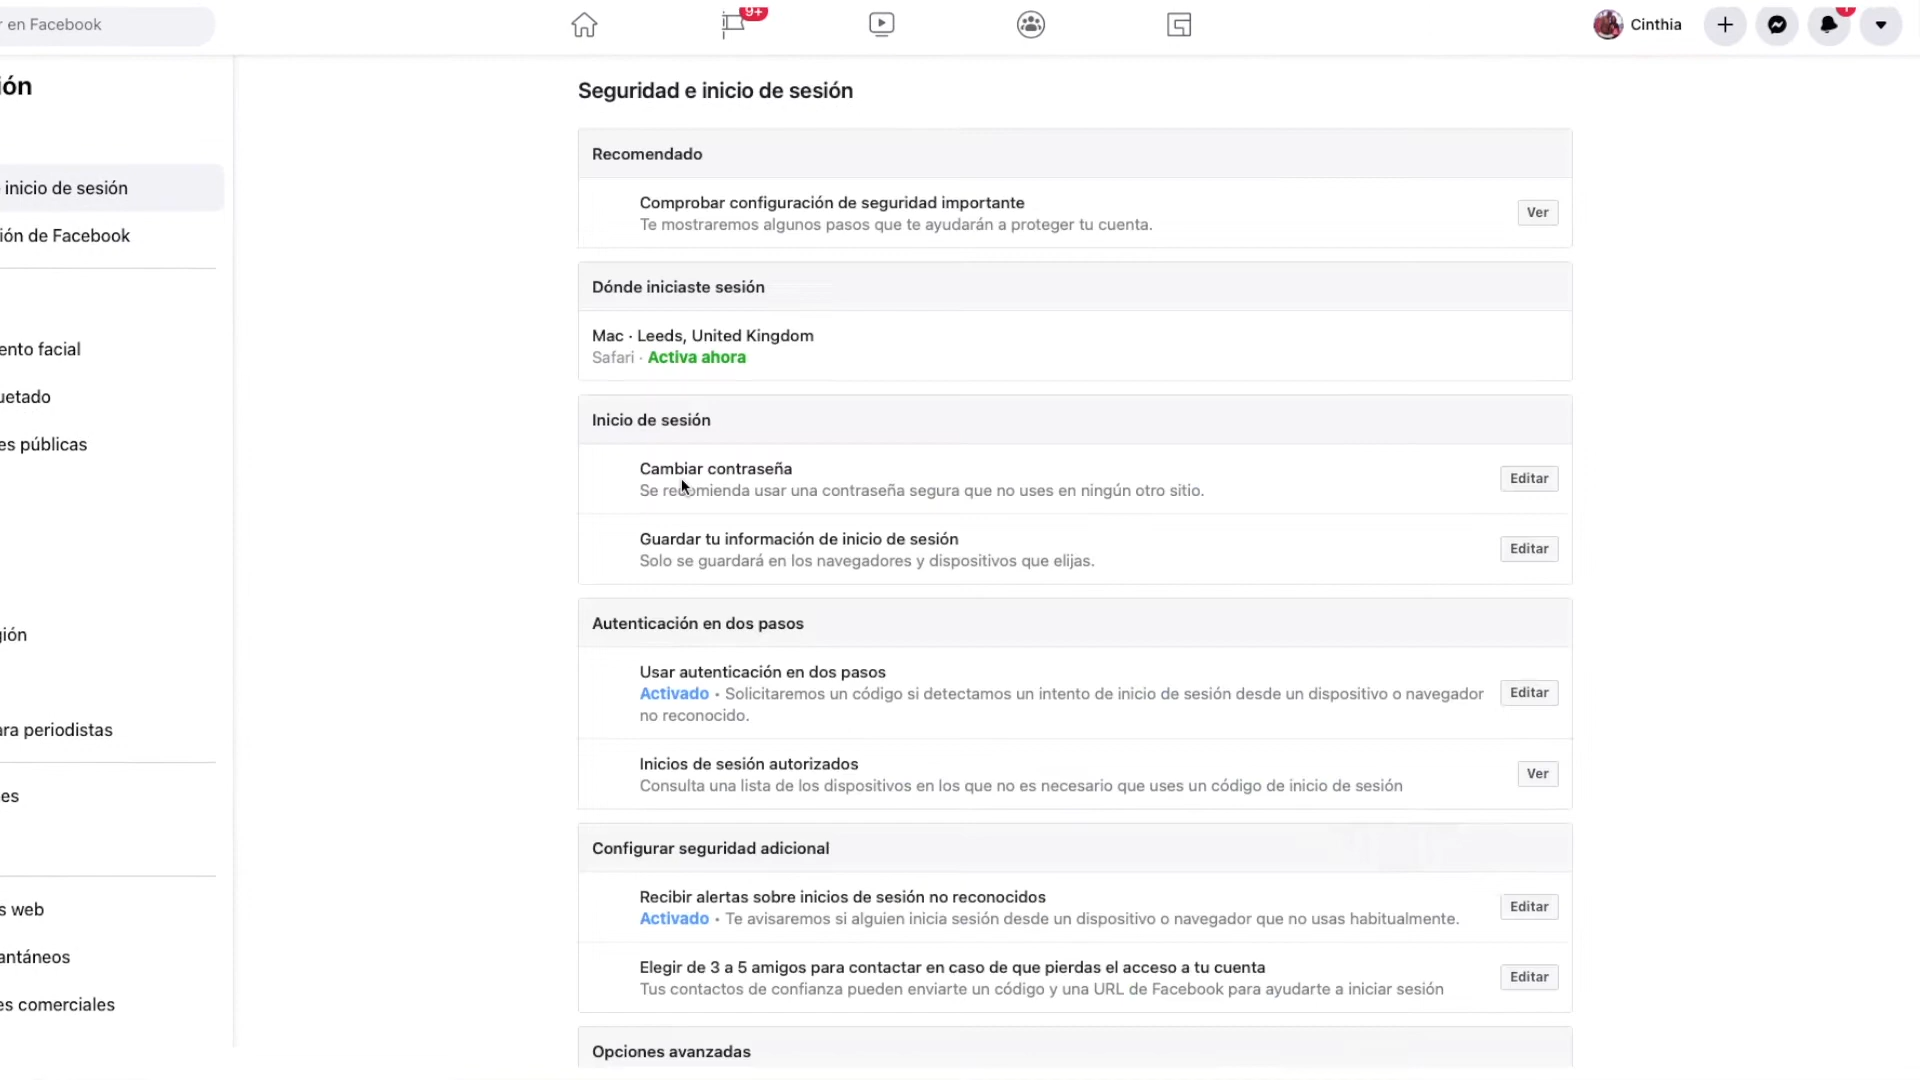 r en Facebook
9+
Cinthia
ión
inicio de sesión
ión de Facebook
ento facial
uetado
es públicas
gión
ara periodistas
es
s web
antáneos
es comerciales
Seguridad e inicio de sesión
Recomendado
Comprobar configuración de seguridad importante
Te mostraremos algunos pasos que te ayudarán a proteger tu cuenta.
Ver
Dónde iniciaste sesión
Mac · Leeds, United Kingdom
Safari · Activa ahora
Inicio de sesión
Cambiar contraseña
Se recomienda usar una contraseña segura que no uses en ningún otro sitio.
Editar
Guardar tu información de inicio de sesión
Solo se guardará en los navegadores y dispositivos que elijas.
Editar
Autenticación en dos pasos
Usar autenticación en dos pasos
Activado • Solicitaremos un código si detectamos un intento de inicio de sesión desde un dispositivo o navegador
no reconocido.
Editar
Inicios de sesión autorizados
Consulta una lista de los dispositivos en los que no es necesario que uses un código de inicio de sesión
Ver
Configurar seguridad adicional
Recibir alertas sobre inicios de sesión no reconocidos
Activado • Te avisaremos si alguien inicia sesión desde un dispositivo o navegador que no usas habitualmente.
Editar
Elegir de 3 a 5 amigos para contactar en caso de que pierdas el acceso a tu cuenta
Tus contactos de confianza pueden enviarte un código y una URL de Facebook para ayudarte a iniciar sesión
Editar
Opciones avanzadas